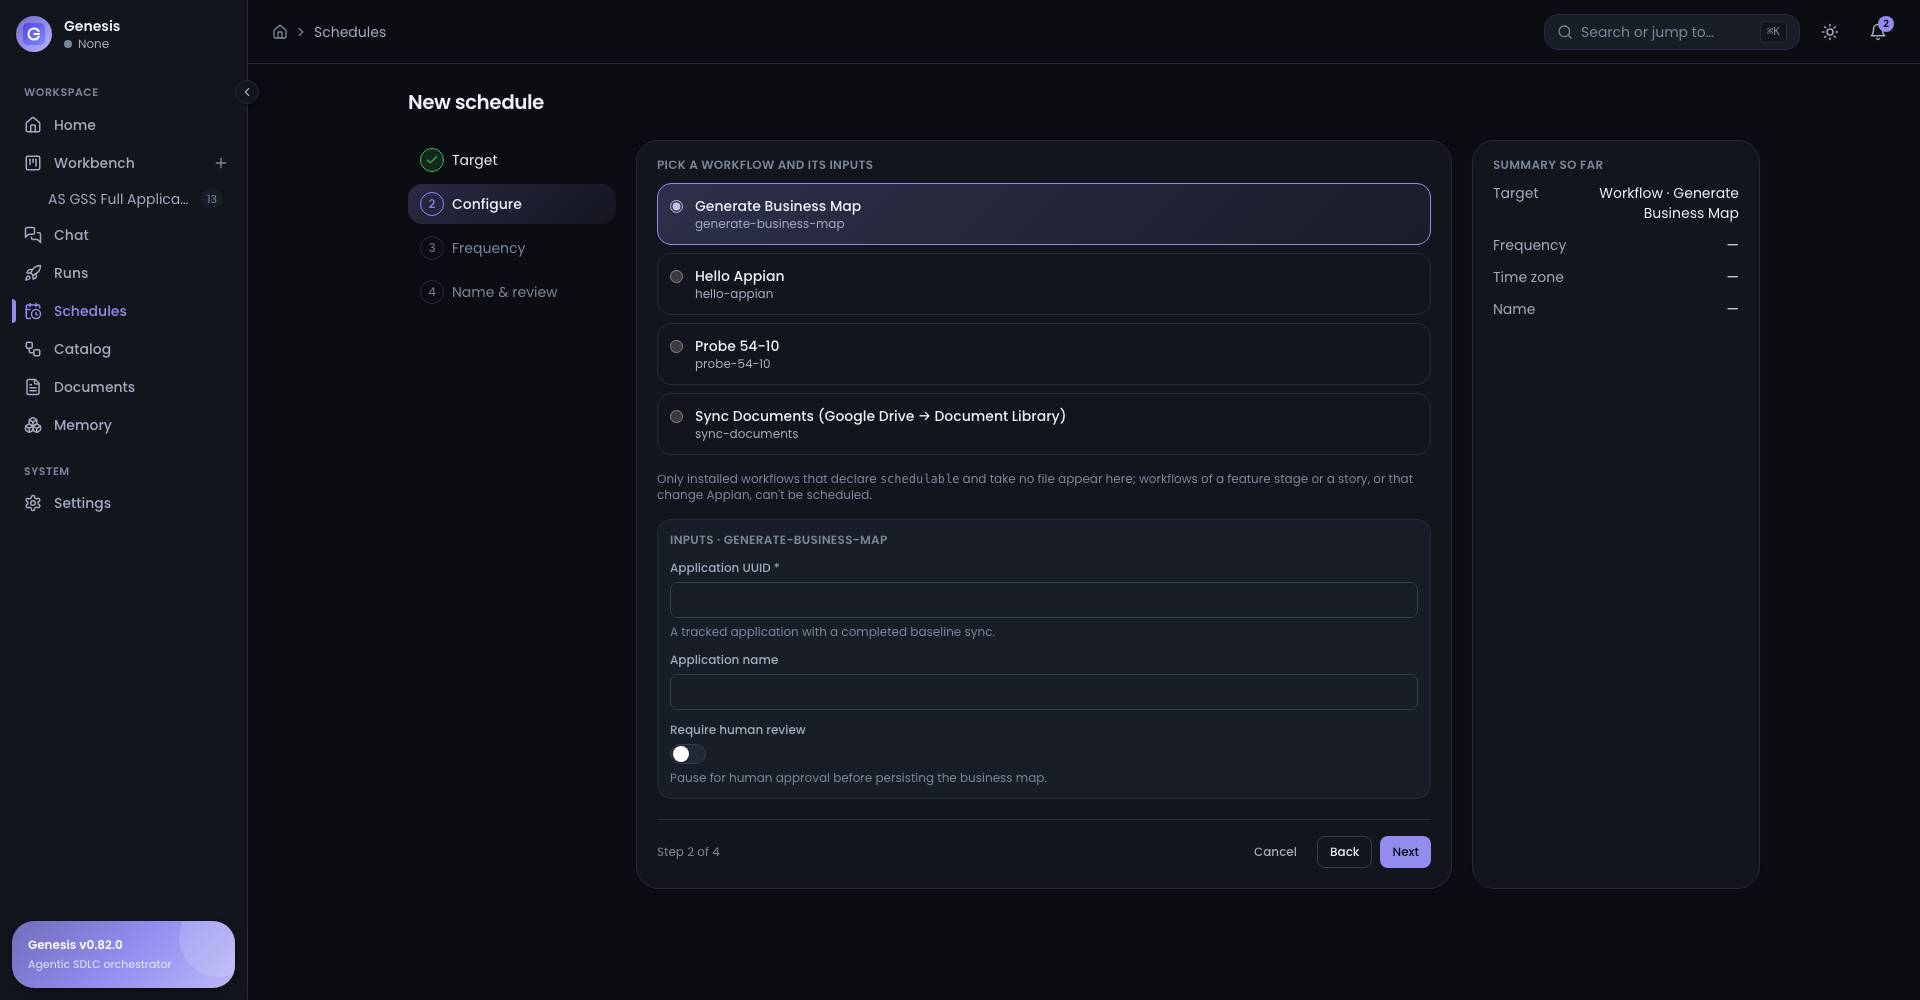 Genesis
None
WORKSPACE
Home
Workbench
AS GSS Full Applica...
13
Chat
Runs
Schedules
Catalog
Documents
Memory
SYSTEM
Settings
Genesis v0.82.0
Agentic SDLC orchestrator
Schedules
Search or jump to...
⌘K
2
New schedule
Target
2 Configure
3 Frequency
4 Name & review
PICK A WORKFLOW AND ITS INPUTS
Generate Business Map
generate-business-map
Hello Appian
hello-appian
Probe 54-10
probe-54-10
Sync Documents (Google Drive → Document Library)
sync-documents
Only installed workflows that declare schedulable and take no file appear here; workflows of a feature stage or a story, or that
change Appian, can't be scheduled.
INPUTS · GENERATE-BUSINESS-MAP
Application UUID *
A tracked application with a completed baseline sync.
Application name
Require human review
Pause for human approval before persisting the business map.
Step 2 of 4
Cancel
Back
Next
SUMMARY SO FAR
Target Workflow · Generate
Business Map
Frequency —
Time zone —
Name —